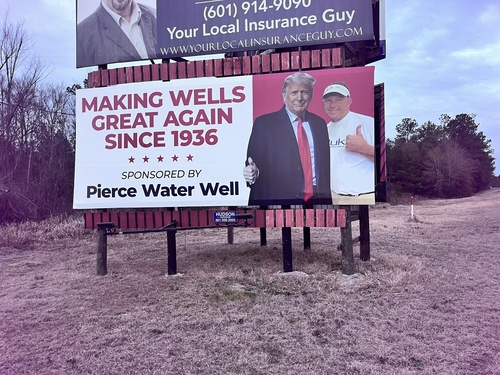 (601) 914-9090
Your Local Insurance Guy
WWW.YOURLOCALINSURANCEGUY.COM
MAKING WELLS
GREAT AGAIN
SINCE 1936
SPONSORED BY
Pierce Water Well
HUDSON